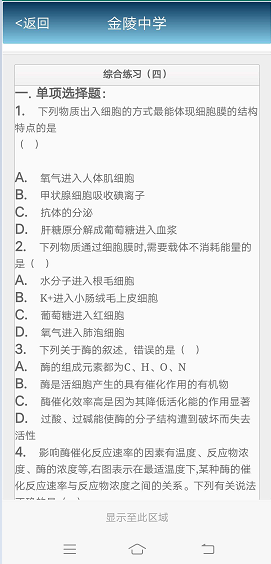 <返回 金陵中学
综合练习（四）
一. 单项选择题：
1. 下列物质出入细胞的方式最能体现细胞膜的结构
特点的是
（ ）
A. 氧气进入人体肌细胞
B. 甲状腺细胞吸收碘离子
C. 抗体的分泌
D. 肝糖原分解成葡萄糖进入血浆
2. 下列物质通过细胞膜时,需要载体不消耗能量的
是（ ）
A. 水分子进入根毛细胞
B. K+进入小肠绒毛上皮细胞
C. 葡萄糖进入红细胞
D. 氧气进入肺泡细胞
3. 下列关于酶的叙述，错误的是（ ）
A. 酶的组成元素都为C、H、O、N
B. 酶是活细胞产生的具有催化作用的有机物
C. 酶催化效率高是因为其降低活化能的作用显著
D. 过酸、过碱能使酶的分子结构遭到破坏而失去
活性
4. 影响酶催化反应速率的因素有温度、反应物浓
度、酶的浓度等,右图表示在最适温度下,某种酶的催
化反应速率与反应物浓度之间的关系。下列有关说法
显示至此区域